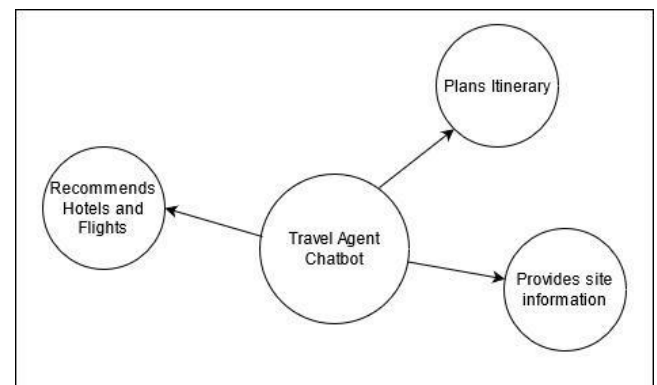 Plans Itinerary
Recommends
Hotels and
Flights
Travel Agent
Chatbot
Provides site
information